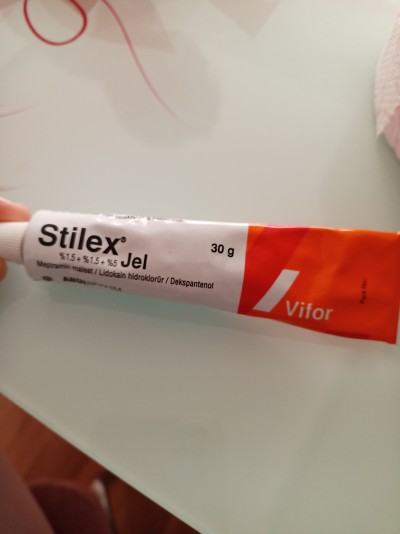 Stilex®
%1,5 + %1,5 + %5 Jel
Mepiramin maleat / Lidokain hidroklorür / Dekspantenol
30 g
Vifor